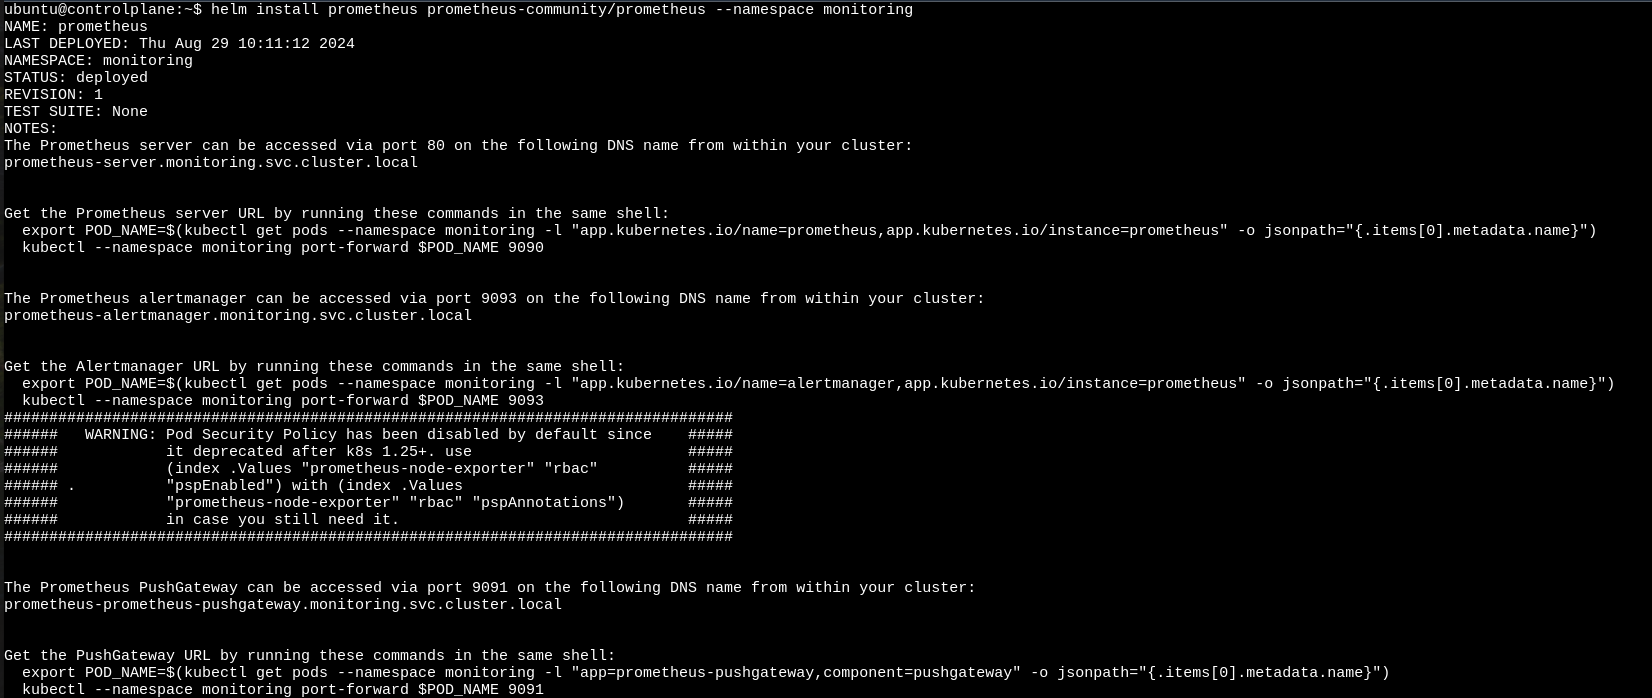 ubuntu@controlplane:~$ helm install prometheus prometheus-community/prometheus --namespace monitoring
NAME: prometheus
LAST DEPLOYED: Thu Aug 29 10:11:12 2024
NAMESPACE: monitoring
STATUS: deployed
REVISION: 1
TEST SUITE: None
NOTES:
The Prometheus server can be accessed via port 80 on the following DNS name from within your cluster:
prometheus-server.monitoring.svc.cluster.local
Get the Prometheus server URL by running these commands in the same shell:
  export POD_NAME=$(kubectl get pods --namespace monitoring -l "app.kubernetes.io/name=prometheus,app.kubernetes.io/instance=prometheus" -o jsonpath="{.items[0].metadata.name}")
  kubectl --namespace monitoring port-forward $POD_NAME 9090
The Prometheus alertmanager can be accessed via port 9093 on the following DNS name from within your cluster:
prometheus-alertmanager.monitoring.svc.cluster.local
Get the Alertmanager URL by running these commands in the same shell:
  export POD_NAME=$(kubectl get pods --namespace monitoring -l "app.kubernetes.io/name=alertmanager,app.kubernetes.io/instance=prometheus" -o jsonpath="{.items[0].metadata.name}")
  kubectl --namespace monitoring port-forward $POD_NAME 9093
#################################################################################
######   WARNING: Pod Security Policy has been disabled by default since    #####
######            it deprecated after k8s 1.25+. use                        #####
######            (index .Values "prometheus-node-exporter" "rbac"          #####
###### .          "pspEnabled") with (index .Values                         #####
######            "prometheus-node-exporter" "rbac" "pspAnnotations")       #####
######            in case you still need it.                                #####
#################################################################################
The Prometheus PushGateway can be accessed via port 9091 on the following DNS name from within your cluster:
prometheus-prometheus-pushgateway.monitoring.svc.cluster.local
Get the PushGateway URL by running these commands in the same shell:
  export POD_NAME=$(kubectl get pods --namespace monitoring -l "app=prometheus-pushgateway,component=pushgateway" -o jsonpath="{.items[0].metadata.name}")
  kubectl --namespace monitoring port-forward $POD_NAME 9091